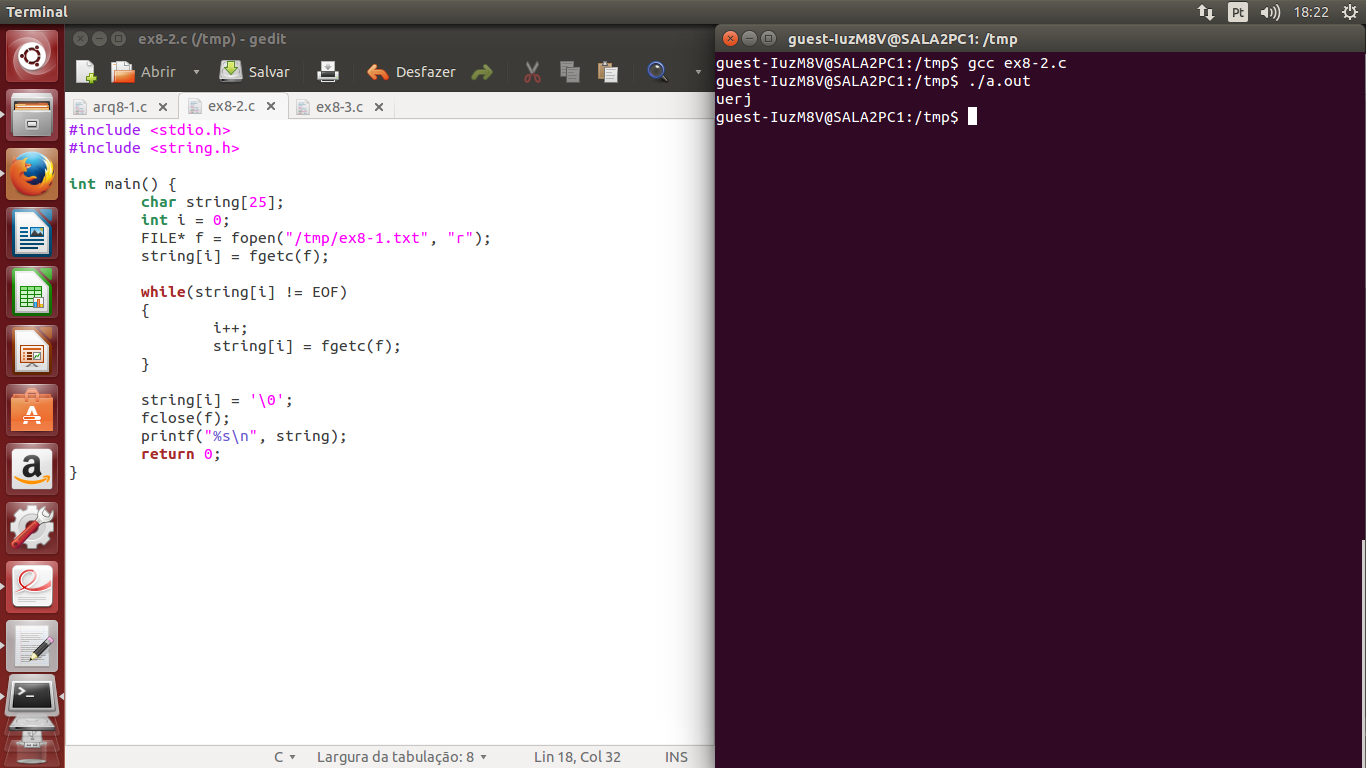 Terminal
Pt
18:22
ex8-2.c (/tmp) - gedit
Abrir
Salvar
Desfazer
arq8-1.c
ex8-2.c
ex8-3.c
#include <stdio.h>
#include <string.h>
int main() {
char string[25];
int i = 0;
FILE* f = fopen("/tmp/ex8-1.txt", "r");
string[i] = fgetc(f);
while(string[i] != EOF)
{
i++;
string[i] = fgetc(f);
}
string[i] = '\0';
fclose(f);
printf("%s\n", string);
return 0;
}
C
Largura da tabulação: 8
Lin 18, Col 32
INS
guest-IuzM8V@SALA2PC1: /tmp
guest-IuzM8V@SALA2PC1:/tmp$ gcc ex8-2.c
guest-IuzM8V@SALA2PC1:/tmp$ ./a.out
uerj
guest-IuzM8V@SALA2PC1:/tmp$